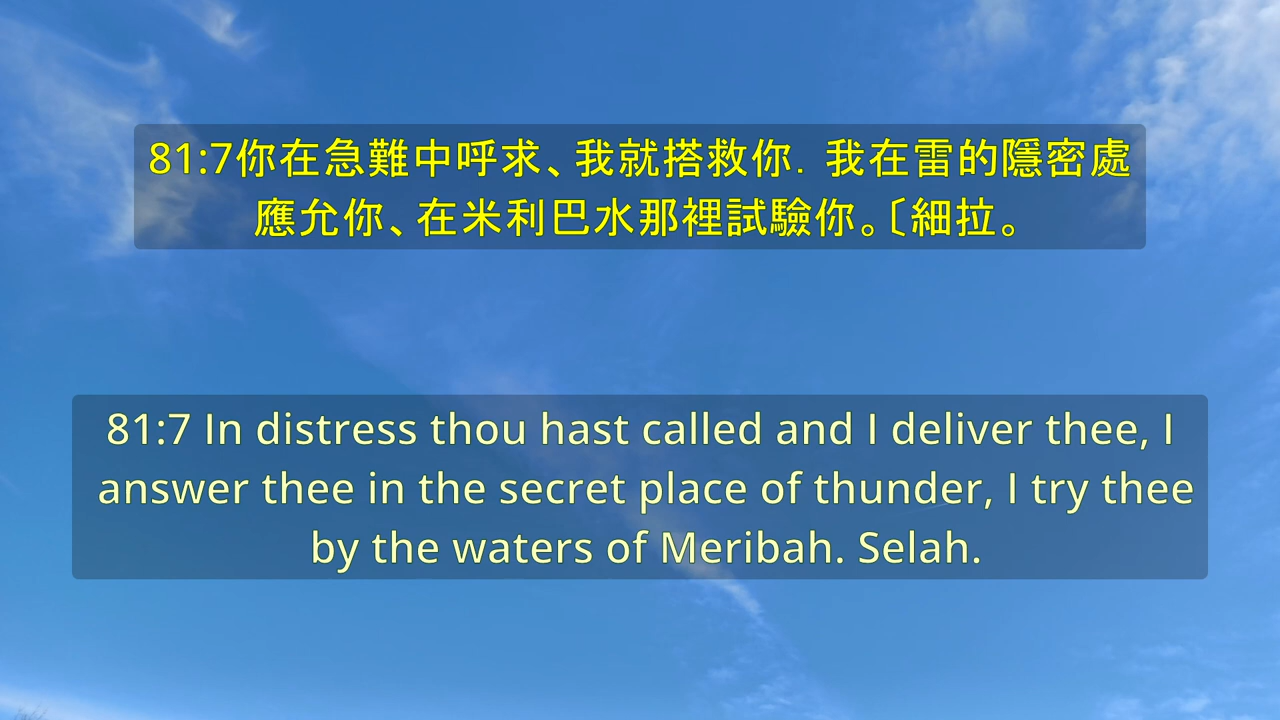 81:7你在急難中呼求、我就搭救你．我在雷的隱密處
應允你、在米利巴水那裡試驗你。〔細拉。
81:7 In distress thou hast called and I deliver thee, I
answer thee in the secret place of thunder, I try thee
by the waters of Meribah. Selah.